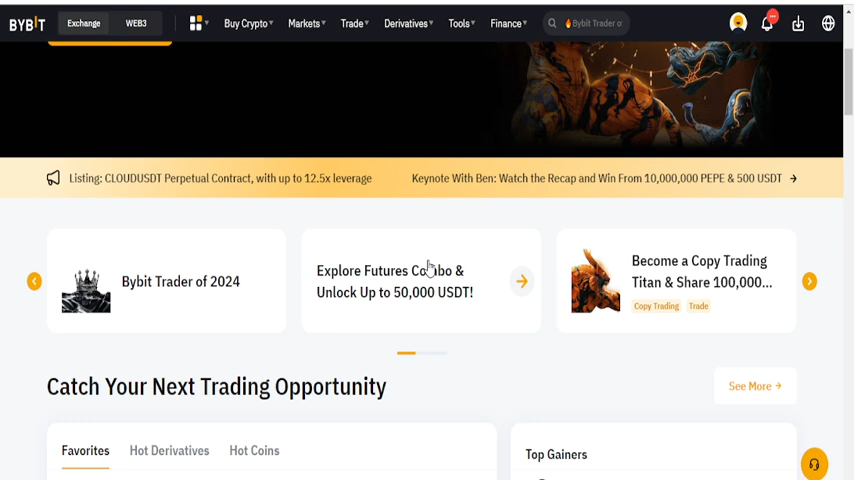 BYBIT Exchange WEB3 Buy Crypto Markets Trade Derivatives Tools Finance Bybit Trader o
Listing: CLOUDUSDT Perpetual Contract, with up to 12.5x leverage Keynote With Ben: Watch the Recap and Win From 10,000,000 PEPE & 500 USDT →
Bybit Trader of 2024
Explore Futures Combo &
Unlock Up to 50,000 USDT!
Become a Copy Trading
Titan & Share 100,000...
Copy Trading Trade
Catch Your Next Trading Opportunity
See More
Favorites Hot Derivatives Hot Coins
Top Gainers